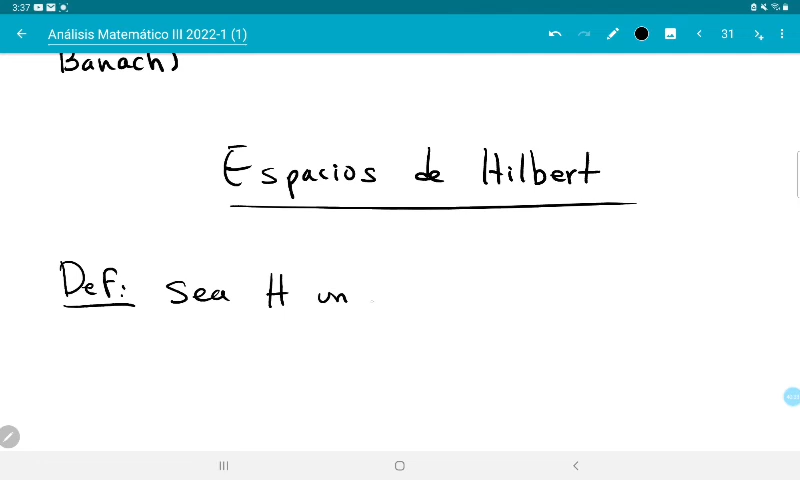 3:37
Análisis Matemático III 2022-1 (1)
31
Banach)
Espacios de Hilbert
Def: Sea H un